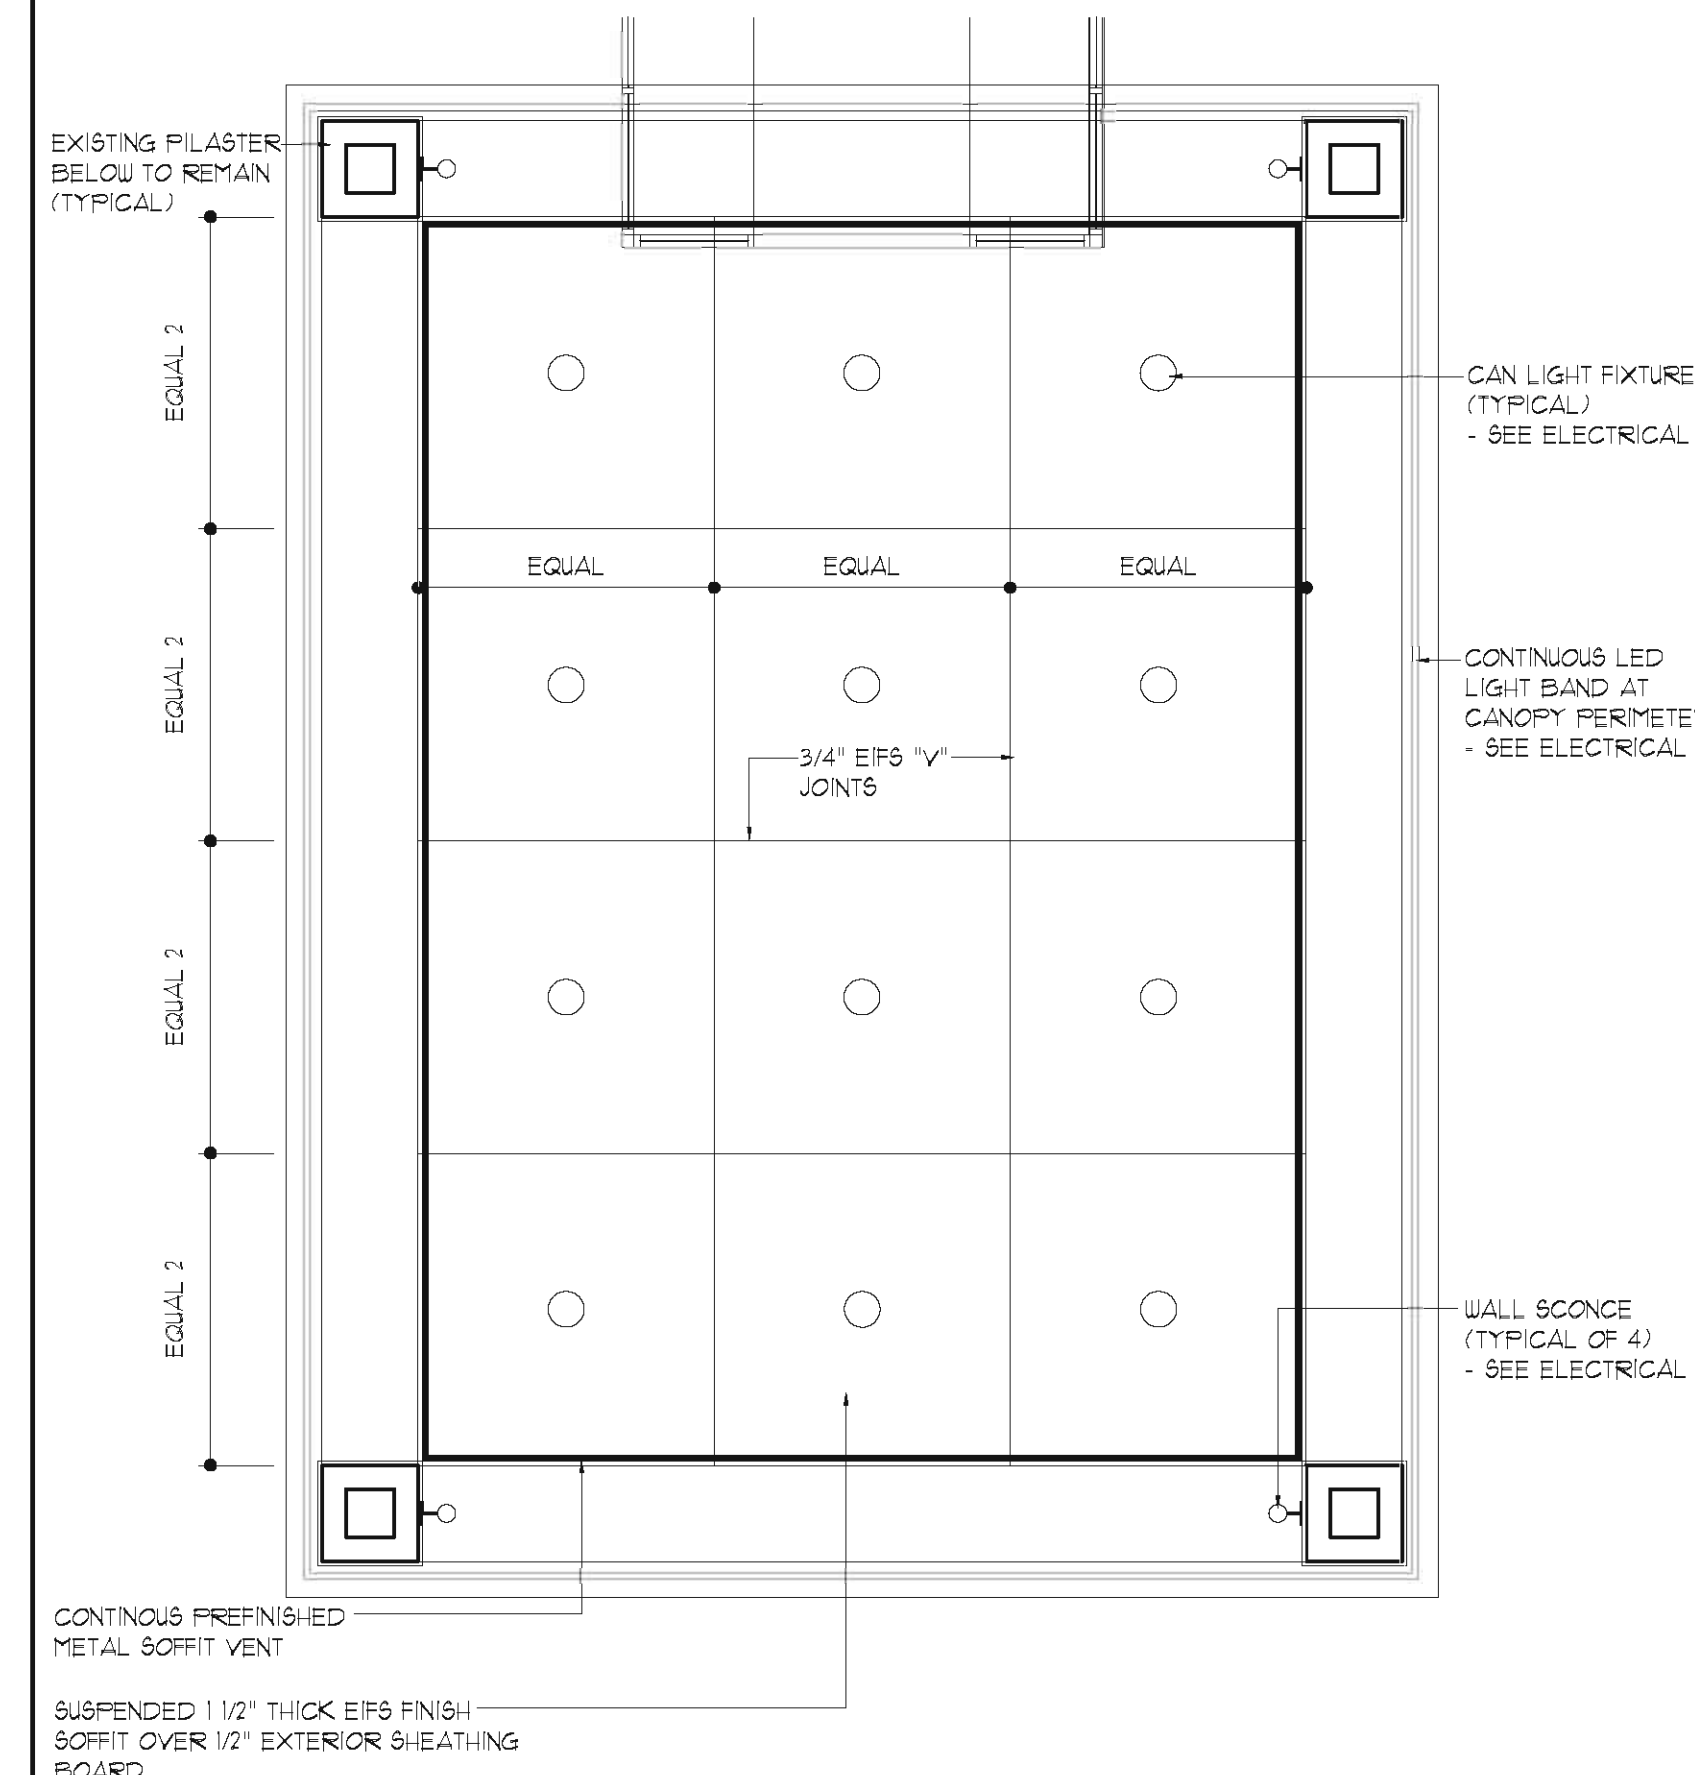 EXISTING PILASTER
BELOW TO REMAIN
(TYPICAL)
EQUAL 2
CAN LIGHT FIXTURE
(TYPICAL)
- SEE ELECTRICAL
EQUAL EQUAL EQUAL
EQUAL 2
CONTINUOUS LED
LIGHT BAND AT
CANOPY PERIMETE
- SEE ELECTRICAL
3/4" EIFS "V"
JOINTS
EQUAL 2
EQUAL 2
WALL SCONCE
(TYPICAL OF 4)
- SEE ELECTRICAL
CONTINOUS PREFINISHED
METAL SOFFIT VENT
SUSPENDED 1 1/2" THICK EIFS FINISH
SOFFIT OVER 1/2" EXTERIOR SHEATHING
BOARD